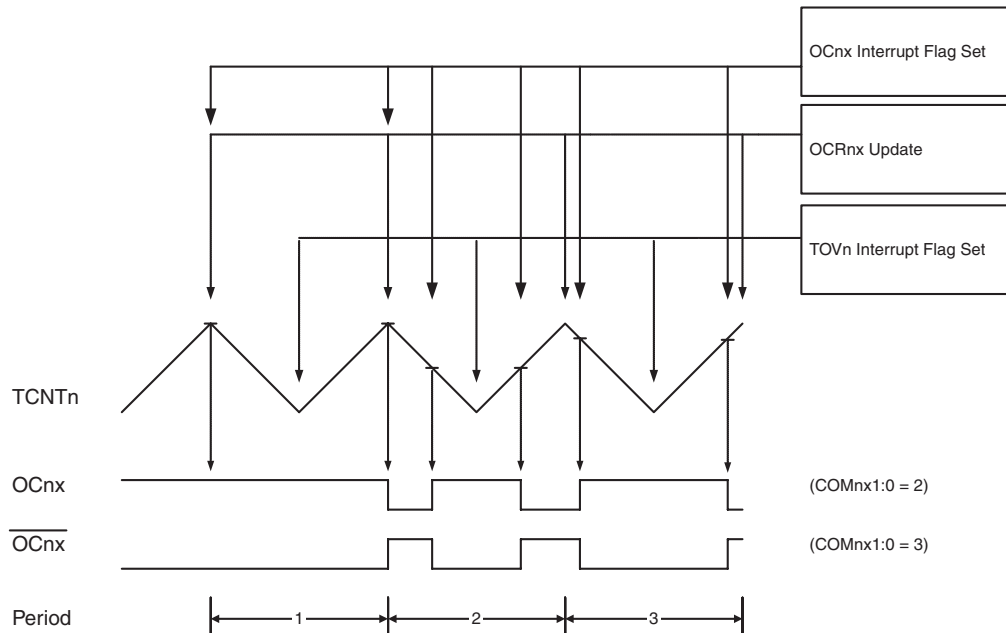 OCnx Interrupt Flag Set
OCRnx Update
TOVn Interrupt Flag Set
TCNTn
OCnx
(COMnx1:0 = 2)
OCnx
(COMnx1:0 = 3)
Period
1
2
3